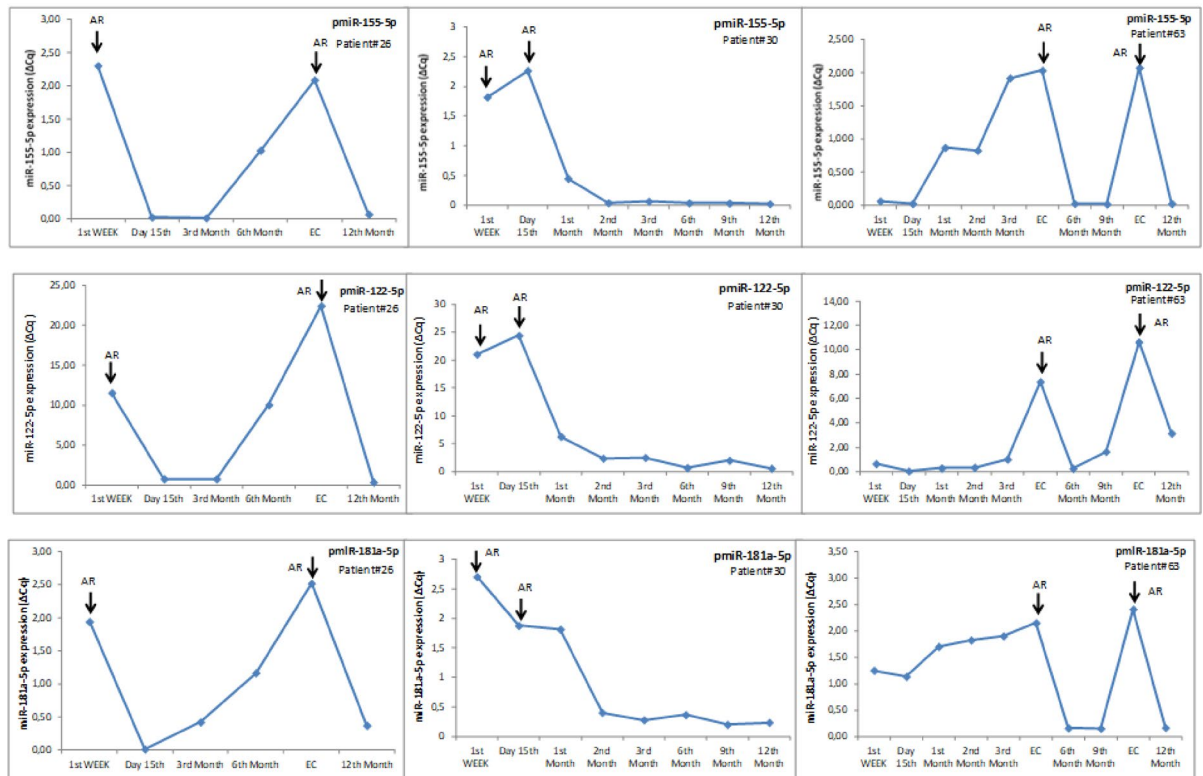 pmiR-155-5p
Patient#26
AR
AR
miR-155-5p expression (ΔCq)
3,00
2,50
2,00
1,50
1,00
0,50
0,00
1st WEEK Day 15th 3rd Month 6th Month EC 12th Month
pmiR-155-5p
Patient#30
AR
AR
miR-155-5p expression (ΔCq)
3
2,5
2
1,5
1
0,5
0
1st Day 1st 2nd 3rd 6th 9th 12th
WEEK 15th Month Month Month Month Month Month
pmiR-155-5p
Patient#63
AR
AR
miR-155-5p expression (ΔCq)
2,500
2,000
1,500
1,000
0,500
0,000
1st Day 1st 2nd 3rd EC 6th 9th EC 12th
WEEK 15th Month Month Month Month Month Month
pmiR-122-5p
Patient#26
AR
AR
miR-122-5p expression (ΔCq)
25,00
20,00
15,00
10,00
5,00
0,00
1st WEEK Day 15th 3rd Month 6th Month EC 12th Month
pmiR-122-5p
Patient#30
AR
AR
miR-122-5p expression (ΔCq)
30
25
20
15
10
5
0
1st Day 15th 1st 2nd 3rd 6th 9th 12th
WEEK Month Month Month Month Month Month
pmiR-122-5p
Patient#63
AR
AR
miR-122-5p expression (ΔCq)
14,00
12,00
10,00
8,00
6,00
4,00
2,00
0,00
1st Day 1st 2nd 3rd EC 6th 9th EC 12th
WEEK 15th Month Month Month Month Month Month
pmiR-181a-5p
Patient#26
AR
AR
miR-181a-5p expression (ΔCq)
3,00
2,50
2,00
1,50
1,00
0,50
0,00
1st WEEK Day 15th 3rd Month 6th Month EC 12th Month
pmiR-181a-5p
Patient#30
AR
AR
miR-181a-5p expression (ΔCq)
3
2,5
2
1,5
1
0,5
0
1st Day 15th 1st 2nd 3rd 6th 9th 12th
WEEK Month Month Month Month Month Month
pmiR-181a-5p
Patient#63
AR
AR
miR-181a-5p expression (ΔCq)
3,50
3,00
2,50
2,00
1,50
1,00
0,50
0,00
1st Day 1st 2nd 3rd EC 6th 9th EC 12th
WEEK 15th Month Month Month Month Month Month